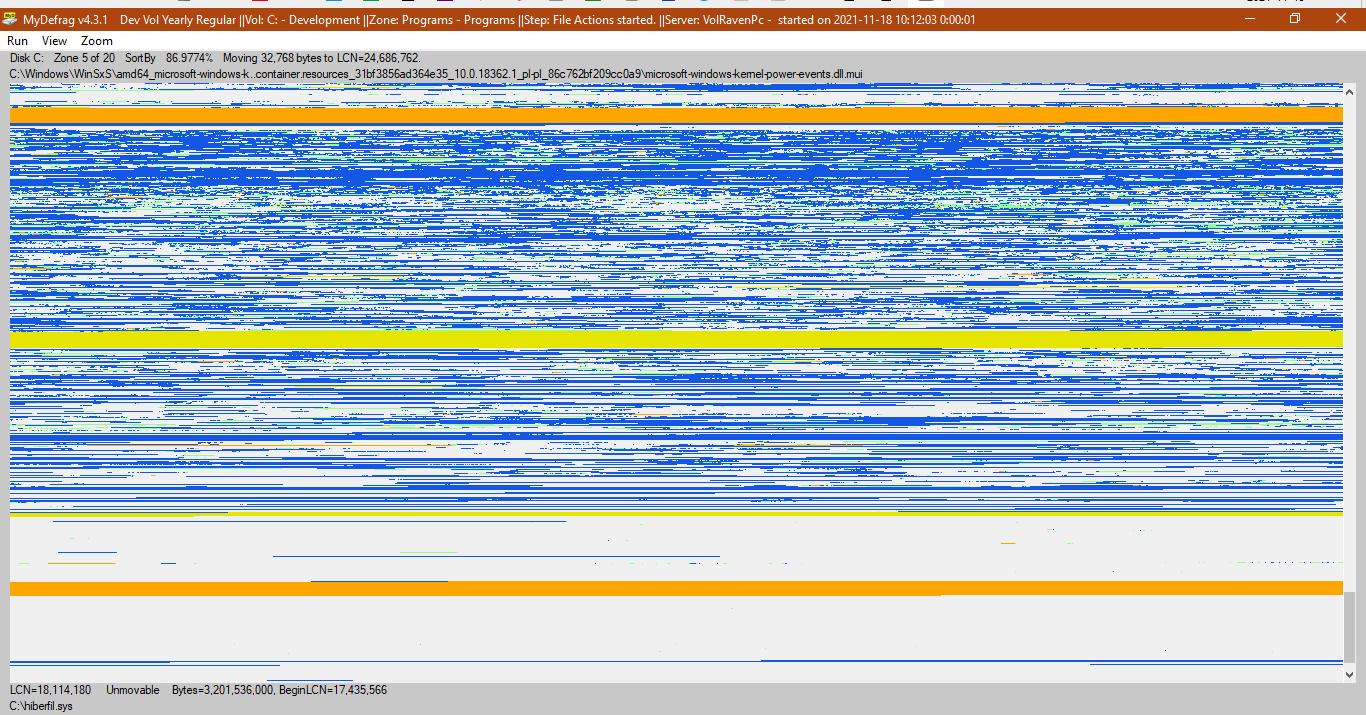 MyDefrag v4.3.1 Dev Vol Yearly Regular ||Vol: C: - Development ||Zone: Programs - Programs ||Step: File Actions started. ||Server: VolRavenPc - started on 2021-11-18 10:12:03 0:00:01
Run View Zoom
Disk C: Zone 5 of 20 SortBy 86.9774% Moving 32,768 bytes to LCN=24,686,762.
C:\Windows\WinSxS\amd64_microsoft-windows-k..container.resources_31bf3856ad364e35_10.0.18362.1_pl-pl_86c762bf209cc0a9\microsoft-windows-kernel-power-events.dll.mui
LCN=18,114,180 Unmovable Bytes=3,201,536,000, BeginLCN=17,435,566
C:\hiberfil.sys